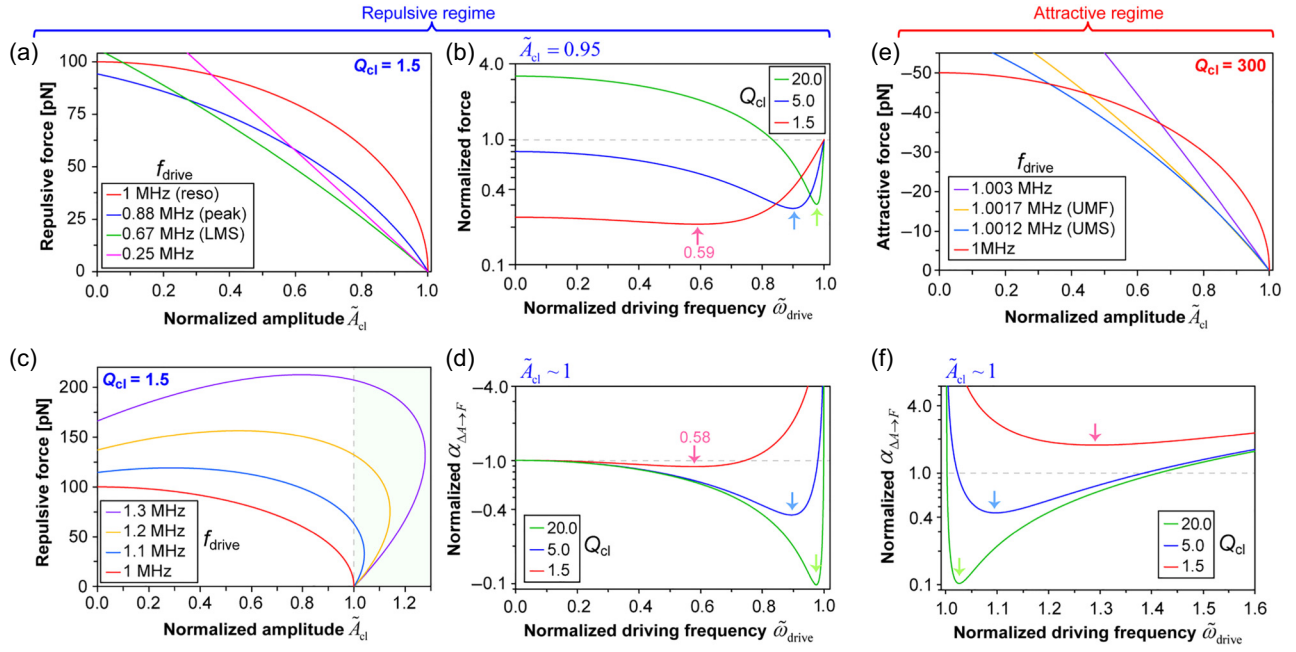 Repulsive regime
Attractive regime
(a)
Q_cl = 1.5
Repulsive force [pN]
100
75
50
25
0
f_drive
1 MHz (reso)
0.88 MHz (peak)
0.67 MHz (LMS)
0.25 MHz
0.0 0.2 0.4 0.6 0.8 1.0
Normalized amplitude Ã_cl
(b)
Ã_cl = 0.95
Normalized force
4.0
1.0
0.4
0.1
Q_cl
20.0
5.0
1.5
0.59
0.0 0.2 0.4 0.6 0.8 1.0
Normalized driving frequency ω̃_drive
(e)
Q_cl = 300
Attractive force [pN]
−50
−40
−30
−20
−10
−0
f_drive
1.003 MHz
1.0017 MHz (UMF)
1.0012 MHz (UMS)
1MHz
0.0 0.2 0.4 0.6 0.8 1.0
Normalized amplitude Ã_cl
(c)
Q_cl = 1.5
Repulsive force [pN]
200
150
100
50
0
1.3 MHz
1.2 MHz
1.1 MHz
1 MHz
f_drive
0.0 0.2 0.4 0.6 0.8 1.0 1.2
Normalized amplitude Ã_cl
(d)
Ã_cl ~ 1
Normalized α_ΔA→F
−4.0
−1.0
−0.4
−0.1
0.58
20.0
5.0
1.5
Q_cl
0.0 0.2 0.4 0.6 0.8 1.0
Normalized driving frequency ω̃_drive
(f)
Ã_cl ~ 1
Normalized α_ΔA→F
4.0
1.0
0.4
0.1
20.0
5.0
1.5
Q_cl
1.0 1.1 1.2 1.3 1.4 1.5 1.6
Normalized driving frequency ω̃_drive